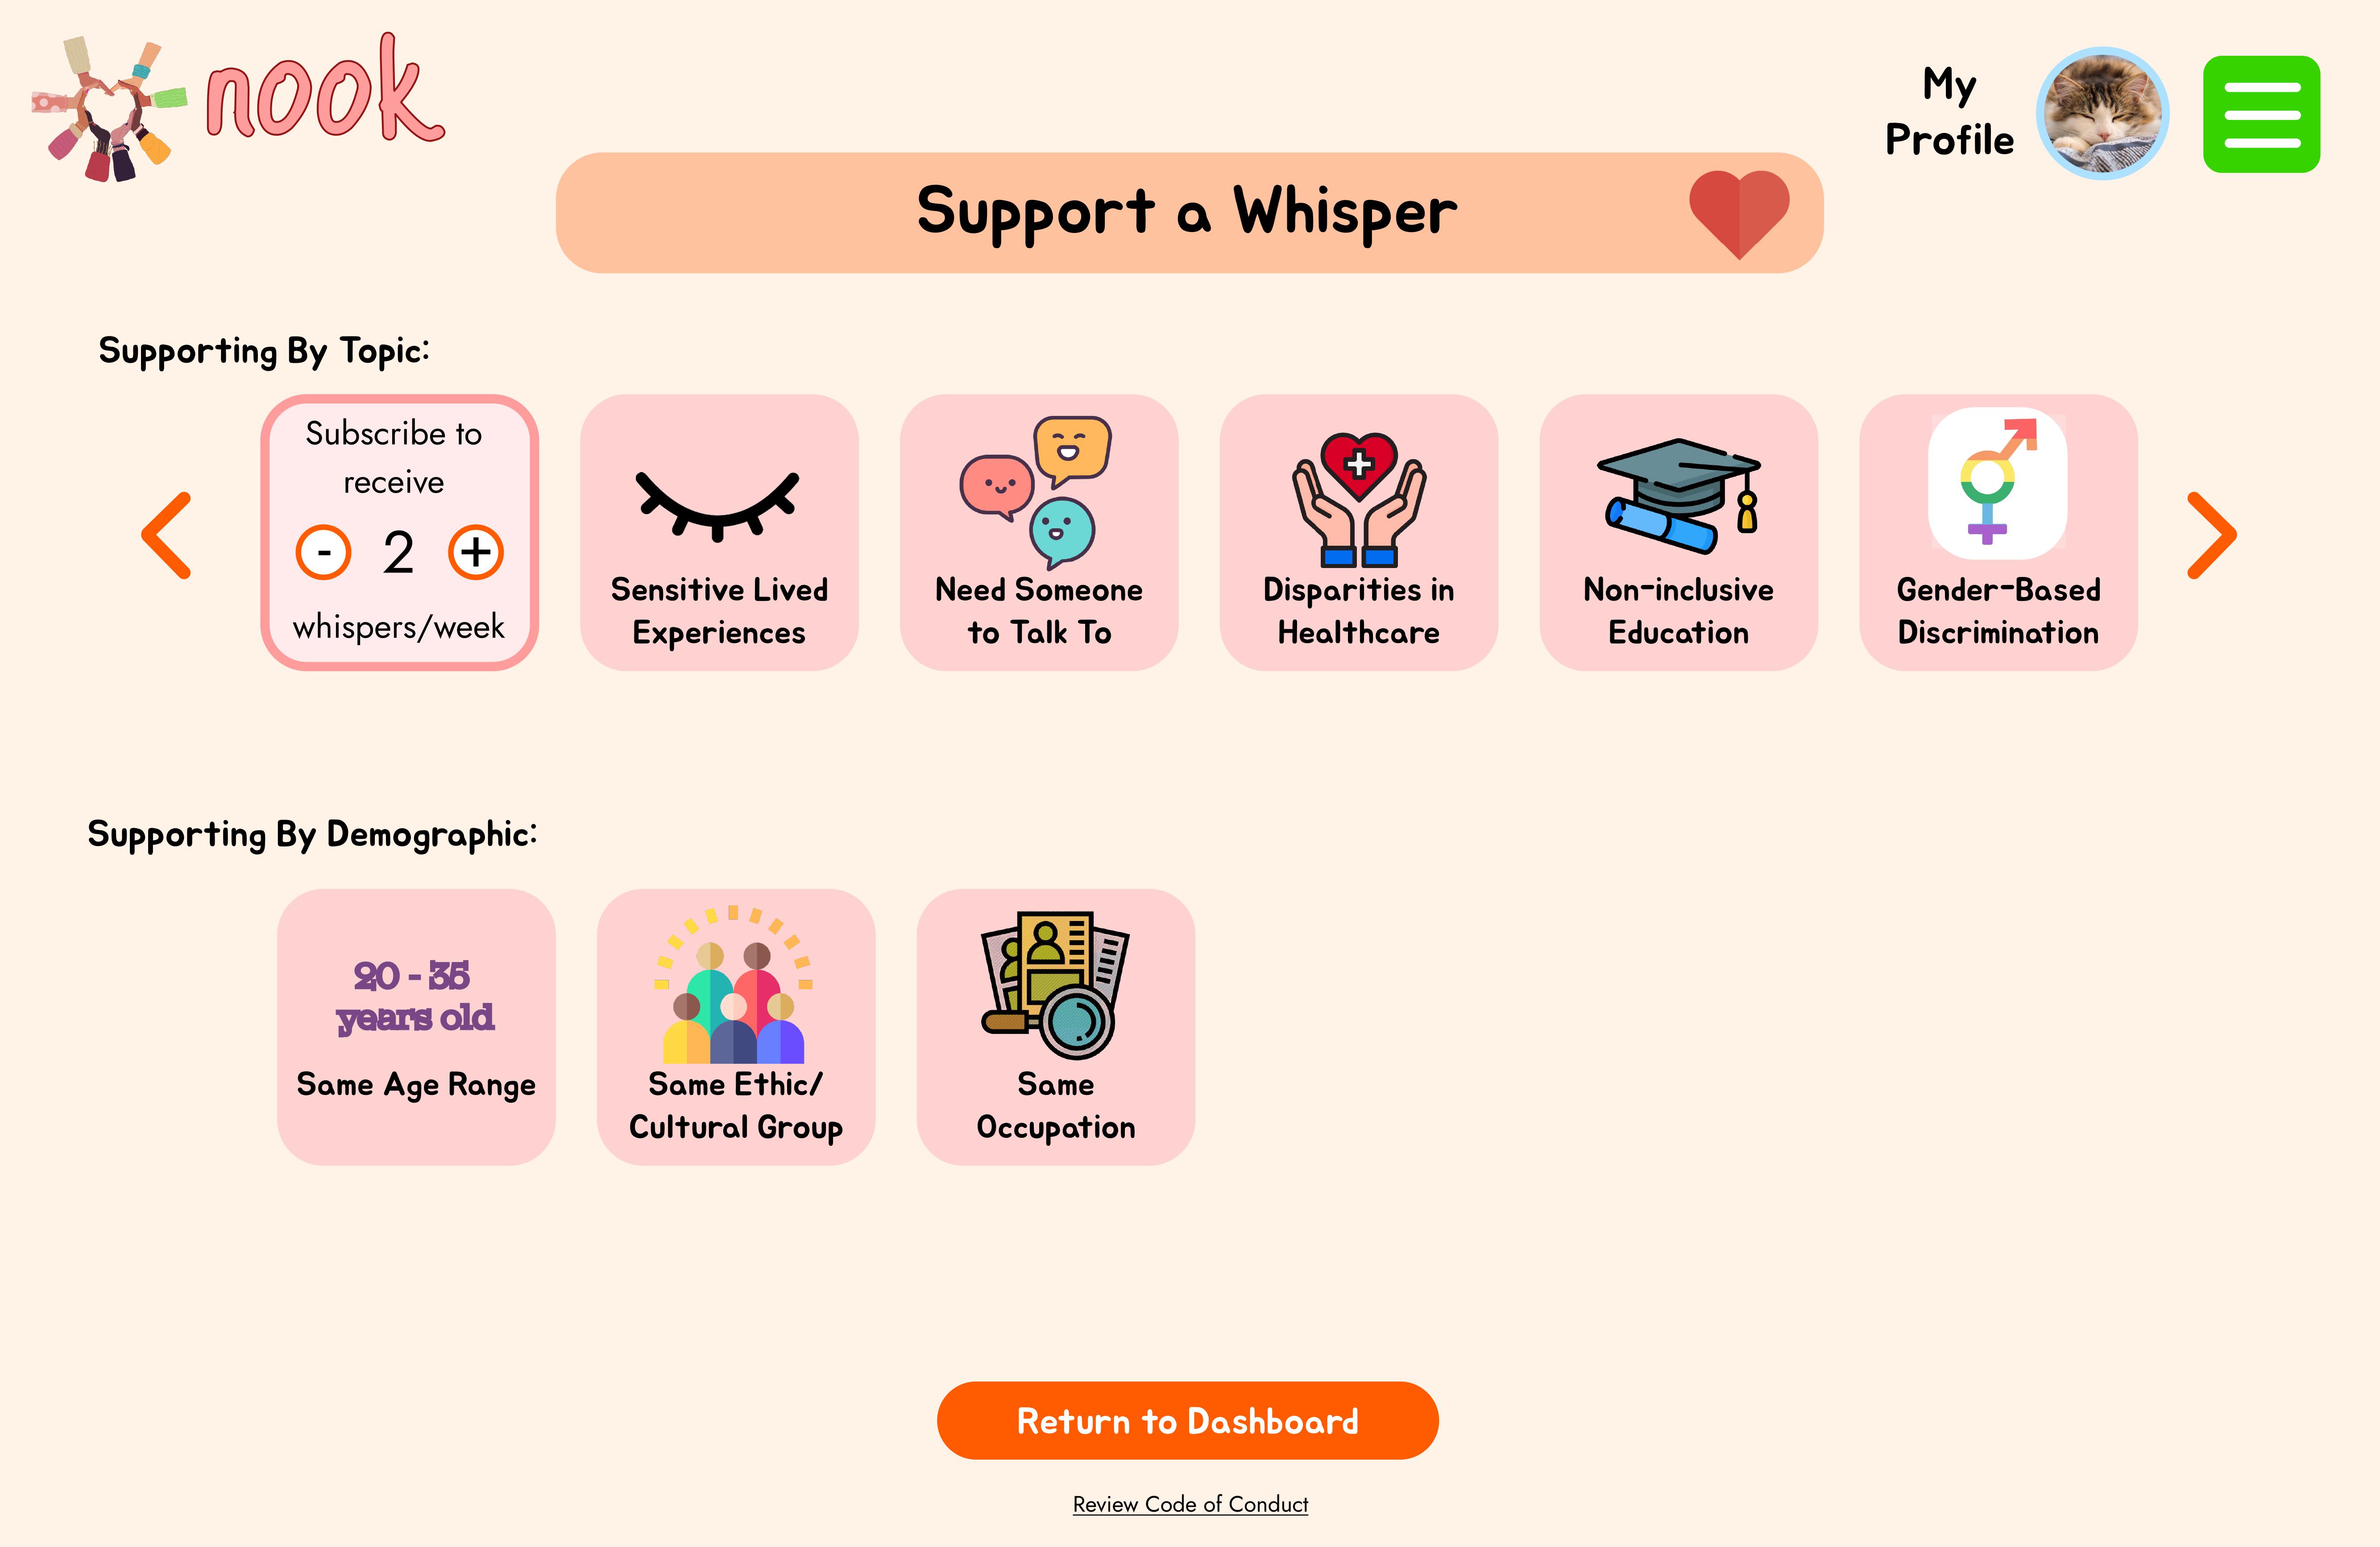 nook
My
Profile
Support a Whisper
Supporting By Topic:
Subscribe to
receive
- 2 +
whispers/week
Sensitive Lived
Experiences
Need Someone
to Talk To
Disparities in
Healthcare
Non-inclusive
Education
Gender-Based
Discrimination
Supporting By Demographic:
years old
Same Age Range
Same Ethic/
Cultural Group
Same
Occupation
Return to Dashboard
Review Code of Conduct